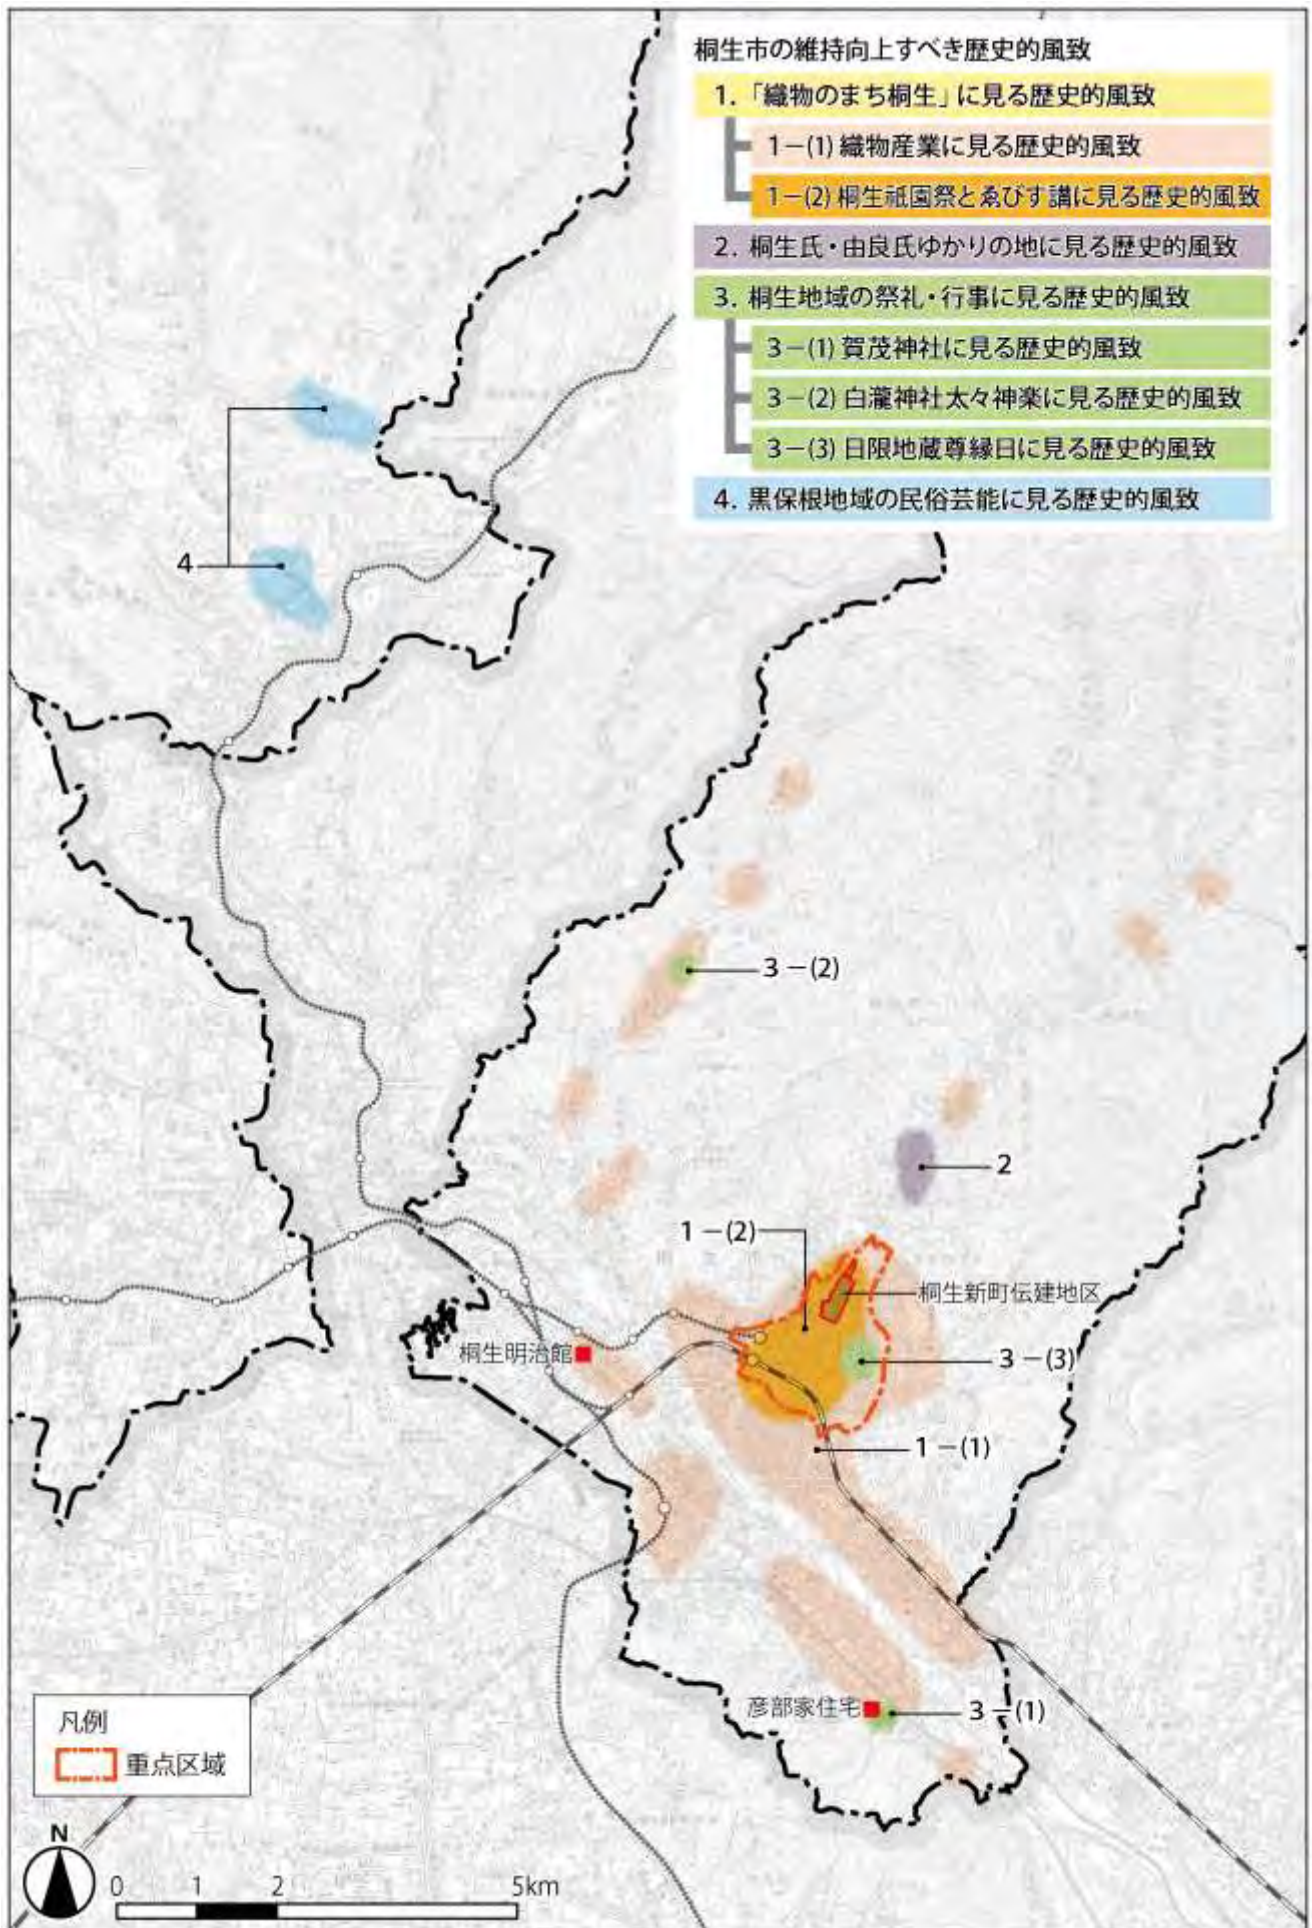 桐生市の維持向上すべき歴史的風致
1. 「織物のまち桐生」に見る歴史的風致
1－(1) 織物産業に見る歴史的風致
1－(2) 桐生祇園祭とゑびす講に見る歴史的風致
2. 桐生氏・由良氏ゆかりの地に見る歴史的風致
3. 桐生地域の祭礼・行事に見る歴史的風致
3－(1) 賀茂神社に見る歴史的風致
3－(2) 白瀧神社太々神楽に見る歴史的風致
3－(3) 日限地蔵尊縁日に見る歴史的風致
4. 黒保根地域の民俗芸能に見る歴史的風致
4
3－(2)
2
1－(2)
桐生新町伝建地区
桐生明治館
3－(3)
1－(1)
彦部家住宅
3－(1)
凡例
重点区域
N
0 1 2 5km